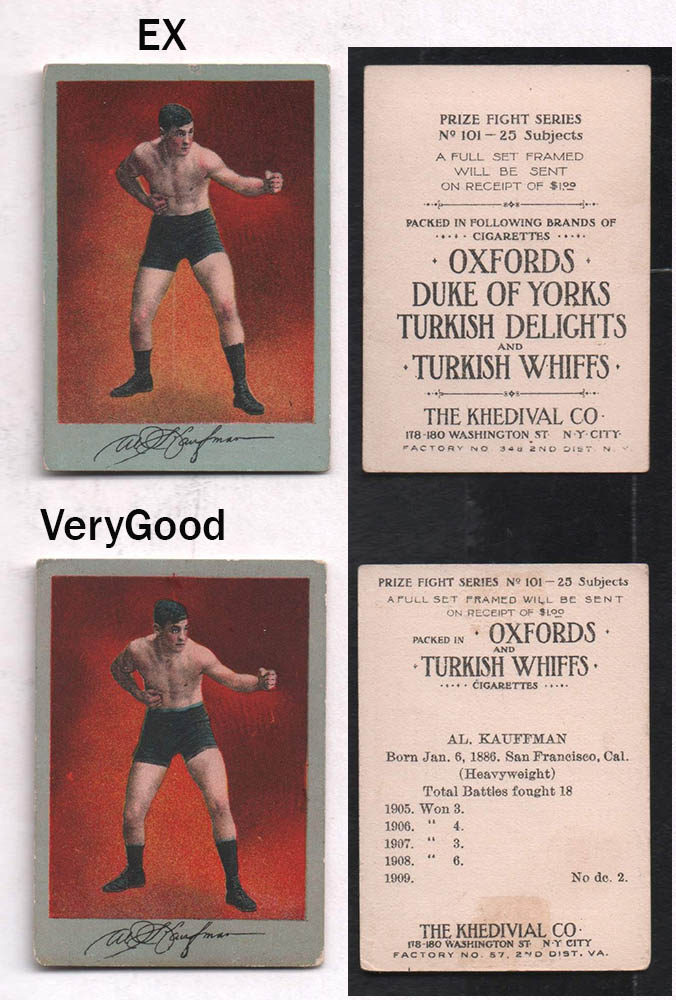 EX
Al. Kauffman
PRIZE FIGHT SERIES
Nº 101 — 25 Subjects
A FULL SET FRAMED
WILL BE SENT
ON RECEIPT OF $1.00
PACKED IN FOLLOWING BRANDS OF
CIGARETTES
OXFORDS
DUKE OF YORKS
TURKISH DELIGHTS
AND
TURKISH WHIFFS
THE KHEDIVAL CO.
178-180 WASHINGTON ST. N.Y. CITY.
FACTORY NO. 348 2ND DIST. N. Y.
VeryGood
Al. Kauffman
PRIZE FIGHT SERIES Nº 101 — 25 Subjects
A FULL SET FRAMED WILL BE SENT
ON RECEIPT OF $1.00
PACKED IN OXFORDS
AND
TURKISH WHIFFS
CIGARETTES
AL. KAUFFMAN
Born Jan. 6, 1886. San Francisco, Cal.
(Heavyweight)
Total Battles fought 18
1905. Won 3.
1906. " 4.
1907. " 3.
1908. " 6.
1909. No dc. 2.
THE KHEDIVIAL CO.
178-180 WASHINGTON ST. N.Y CITY
FACTORY NO. 57, 2ND DIST. VA.